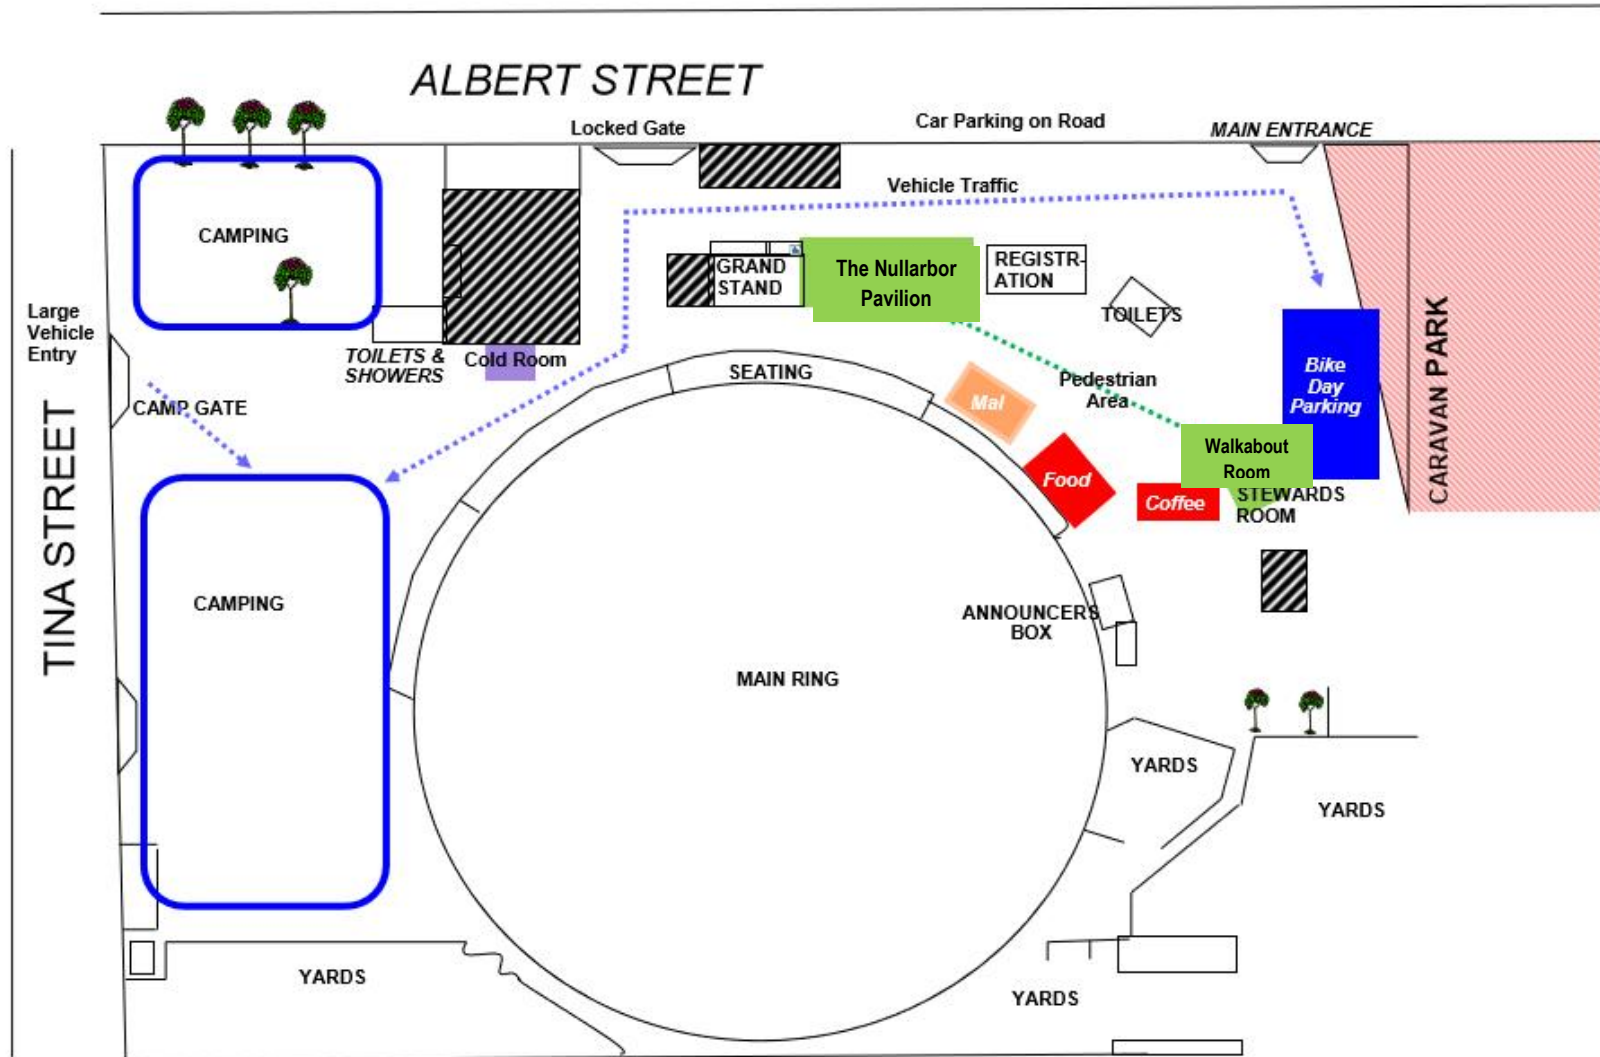 ALBERT STREET
Locked Gate
Car Parking on Road
MAIN ENTRANCE
Vehicle Traffic
CAMPING
GRAND
STAND
The Nullarbor
Pavilion
REGISTR-
ATION
TOILETS
Large
Vehicle
Entry
TOILETS &
SHOWERS
Cold Room
SEATING
Pedestrian
Area
Bike
Day
Parking
CARAVAN PARK
CAMP GATE
Mal
Walkabout
Room
Food
Coffee
STEWARDS
ROOM
TINA STREET
CAMPING
ANNOUNCERS
BOX
MAIN RING
YARDS
YARDS
YARDS
YARDS